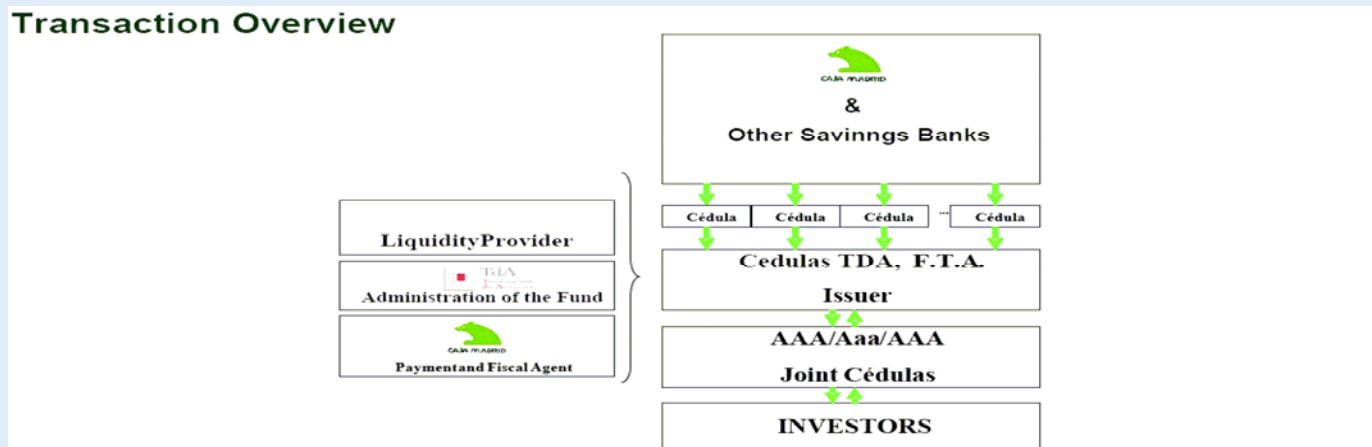 Transaction Overview
CAJA MADRID
&
Other Savinngs Banks
Cédula Cédula Cédula ... Cédula
LiquidityProvider
Cedulas TDA, F.T.A.
Issuer
TdA
Administration of the Fund
AAA/Aaa/AAA
Joint Cédulas
CAJA MADRID
Paymentand Fiscal Agent
INVESTORS